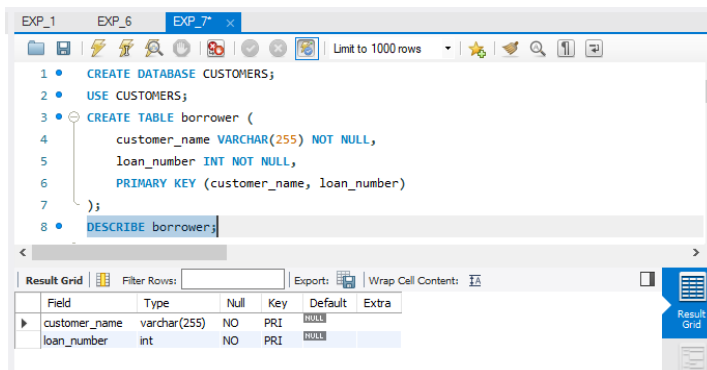 EXP_1 EXP_6 EXP_7*
Limit to 1000 rows
1 CREATE DATABASE CUSTOMERS;
2 USE CUSTOMERS;
3 CREATE TABLE borrower (
4 customer_name VARCHAR(255) NOT NULL,
5 loan_number INT NOT NULL,
6 PRIMARY KEY (customer_name, loan_number)
7 );
8 DESCRIBE borrower;
Result Grid Filter Rows: Export: Wrap Cell Content:
Field Type Null Key Default Extra
customer_name varchar(255) NO PRI NULL
loan_number int NO PRI NULL
Result
Grid